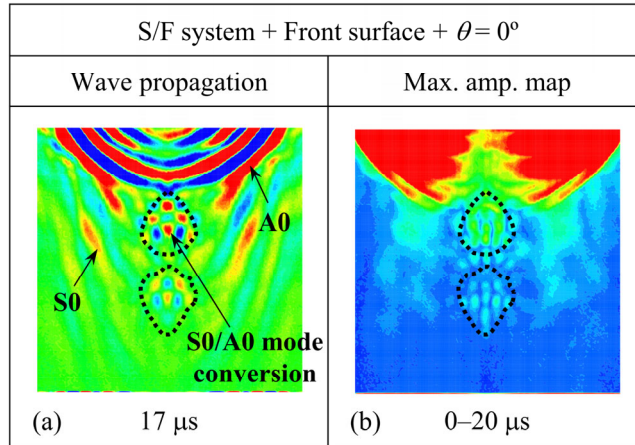 S/F system + Front surface + θ = 0º
Wave propagation
Max. amp. map
A0
S0
S0/A0 mode
conversion
(a) 17 μs
(b) 0–20 μs